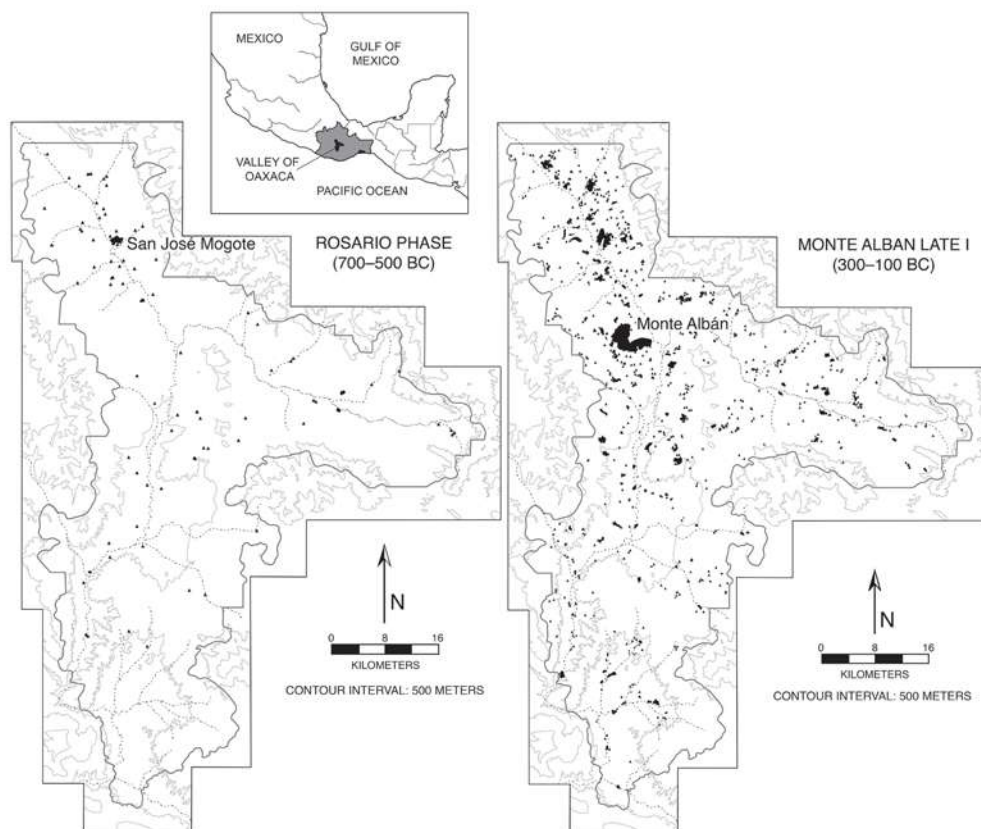 MEXICO
GULF OF
MEXICO
VALLEY OF
OAXACA
PACIFIC OCEAN
San José Mogote
ROSARIO PHASE
(700–500 BC)
N
0 8 16
KILOMETERS
CONTOUR INTERVAL: 500 METERS
MONTE ALBAN LATE I
(300–100 BC)
Monte Albán
N
0 8 16
KILOMETERS
CONTOUR INTERVAL: 500 METERS